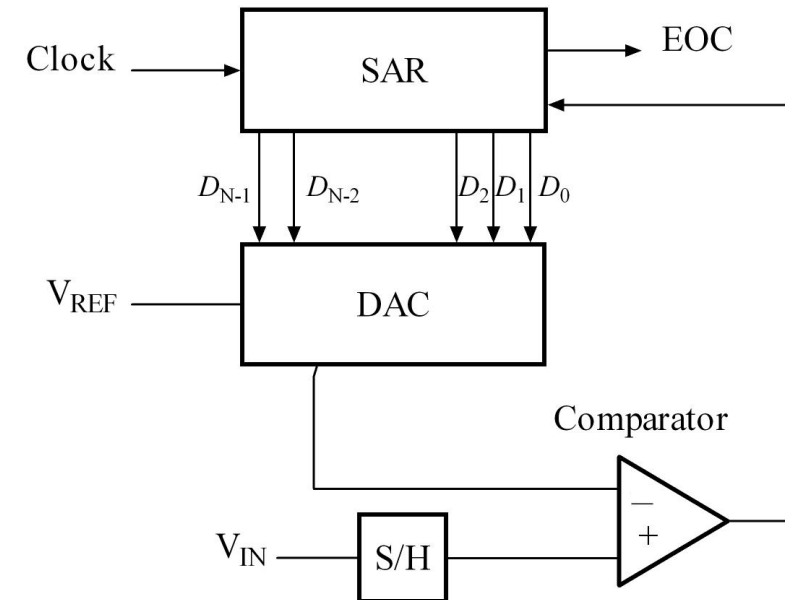 EOC
Clock
SAR
D_{N-1} D_{N-2} D_2 D_1 D_0
V_{REF}
DAC
Comparator
−
+
V_{IN}
S/H